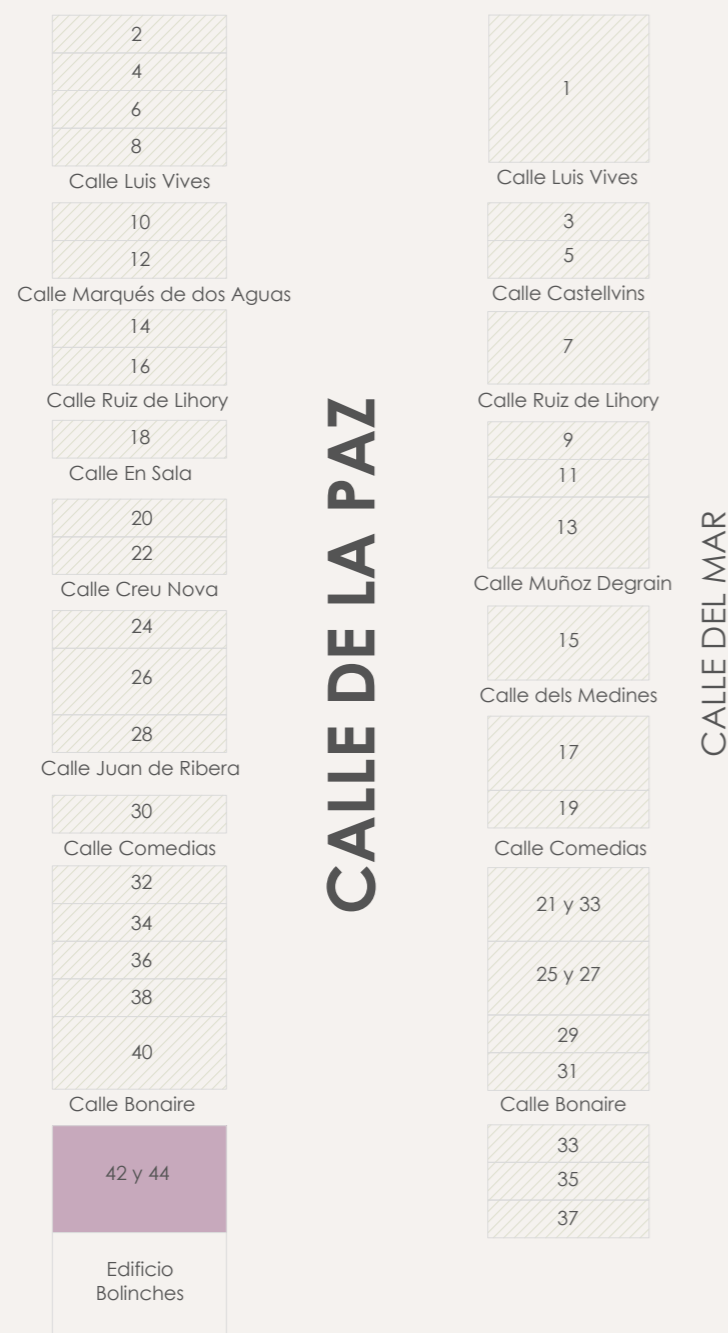 2
4
6
8
Calle Luis Vives
10
12
Calle Marqués de dos Aguas
14
16
Calle Ruiz de Lihory
18
Calle En Sala
20
22
Calle Creu Nova
24
26
28
Calle Juan de Ribera
30
Calle Comedias
32
34
36
38
40
Calle Bonaire
42 y 44
Edificio
Bolinches
CALLE DE LA PAZ
1
Calle Luis Vives
3
5
Calle Castellvins
7
Calle Ruiz de Lihory
9
11
13
Calle Muñoz Degrain
15
Calle dels Medines
17
19
Calle Comedias
21 y 33
25 y 27
29
31
Calle Bonaire
33
35
37
CALLE DEL MAR